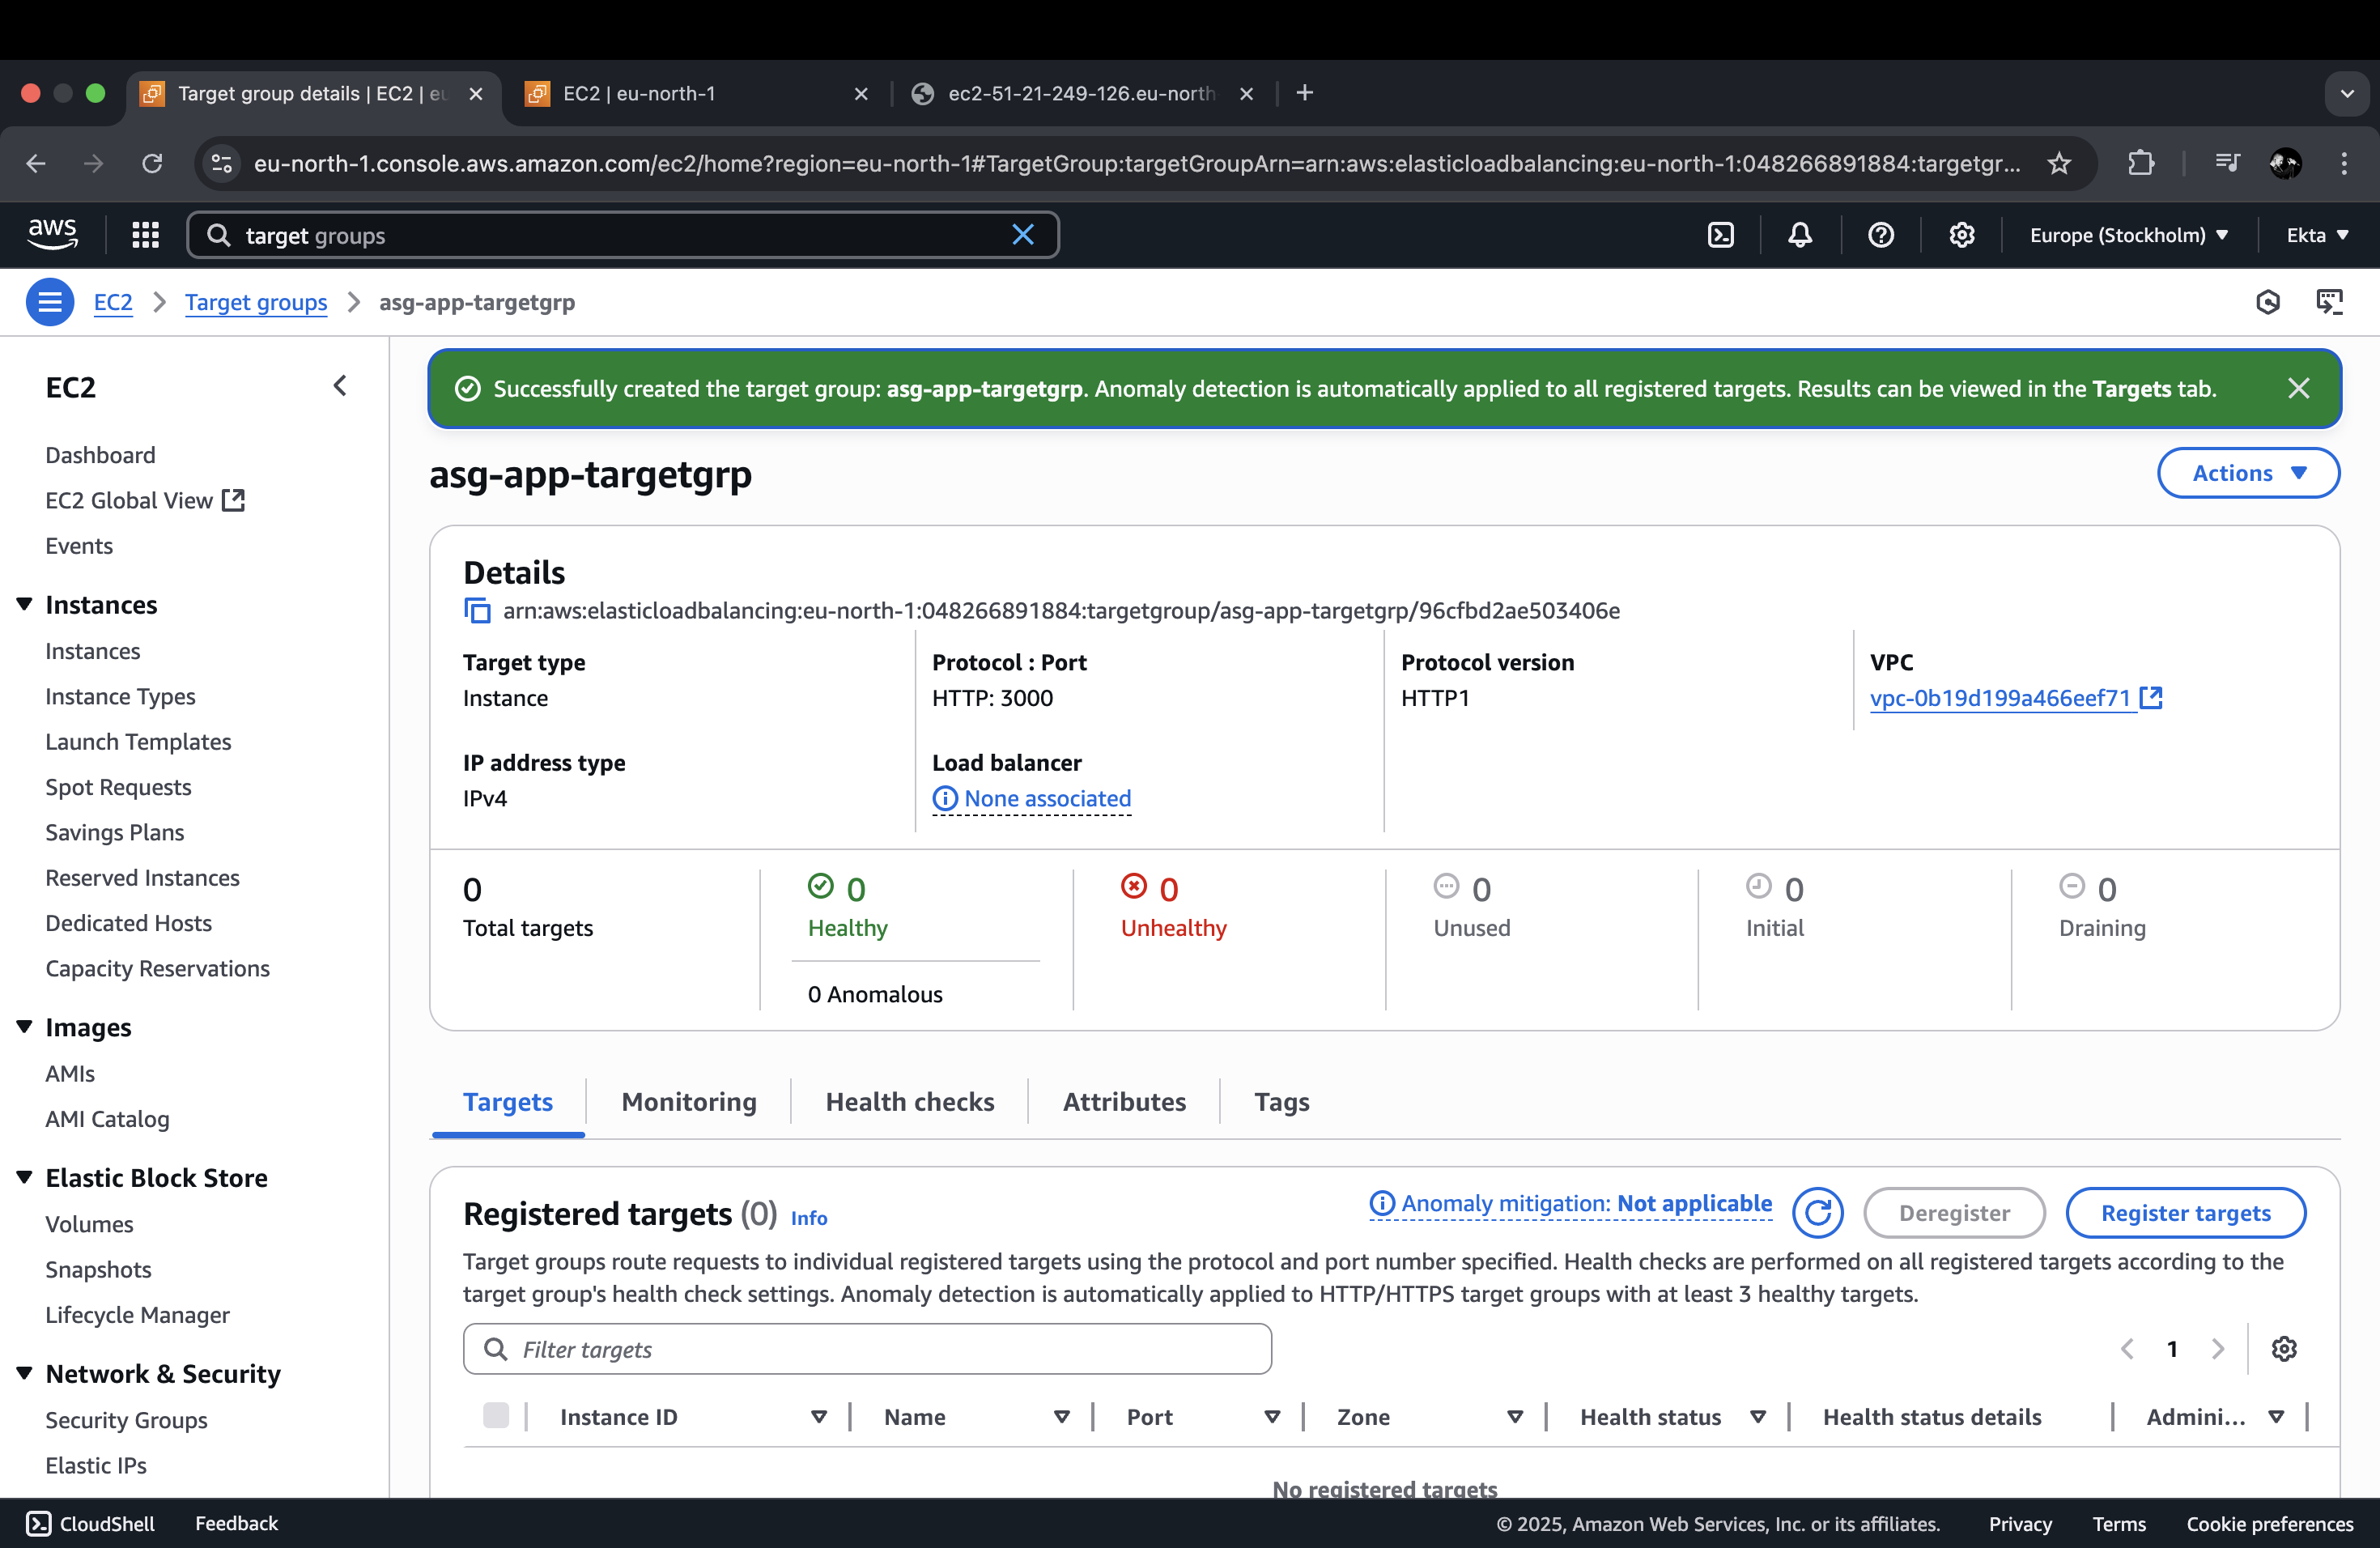 Target group details | EC2 | eu
EC2 | eu-north-1
ec2-51-21-249-126.eu-north
eu-north-1.console.aws.amazon.com/ec2/home?region=eu-north-1#TargetGroup:targetGroupArn=arn:aws:elasticloadbalancing:eu-north-1:048266891884:targetgr...
aws
target groups
Europe (Stockholm)
Ekta
EC2
Target groups
asg-app-targetgrp
EC2
Dashboard
EC2 Global View
Events
Instances
Instances
Instance Types
Launch Templates
Spot Requests
Savings Plans
Reserved Instances
Dedicated Hosts
Capacity Reservations
Images
AMIs
AMI Catalog
Elastic Block Store
Volumes
Snapshots
Lifecycle Manager
Network & Security
Security Groups
Elastic IPs
Successfully created the target group: asg-app-targetgrp. Anomaly detection is automatically applied to all registered targets. Results can be viewed in the Targets tab.
asg-app-targetgrp
Actions
Details
arn:aws:elasticloadbalancing:eu-north-1:048266891884:targetgroup/asg-app-targetgrp/96cfbd2ae503406e
Target type
Instance
Protocol : Port
HTTP: 3000
Protocol version
HTTP1
VPC
vpc-0b19d199a466eef71
IP address type
IPv4
Load balancer
None associated
0
Total targets
0
Healthy
0 Anomalous
0
Unhealthy
0
Unused
0
Initial
0
Draining
Targets
Monitoring
Health checks
Attributes
Tags
Registered targets (0) Info
Anomaly mitigation: Not applicable
Deregister
Register targets
Target groups route requests to individual registered targets using the protocol and port number specified. Health checks are performed on all registered targets according to the
target group's health check settings. Anomaly detection is automatically applied to HTTP/HTTPS target groups with at least 3 healthy targets.
Filter targets
1
Instance ID
Name
Port
Zone
Health status
Health status details
Admini...
No registered targets
CloudShell
Feedback
© 2025, Amazon Web Services, Inc. or its affiliates.
Privacy
Terms
Cookie preferences